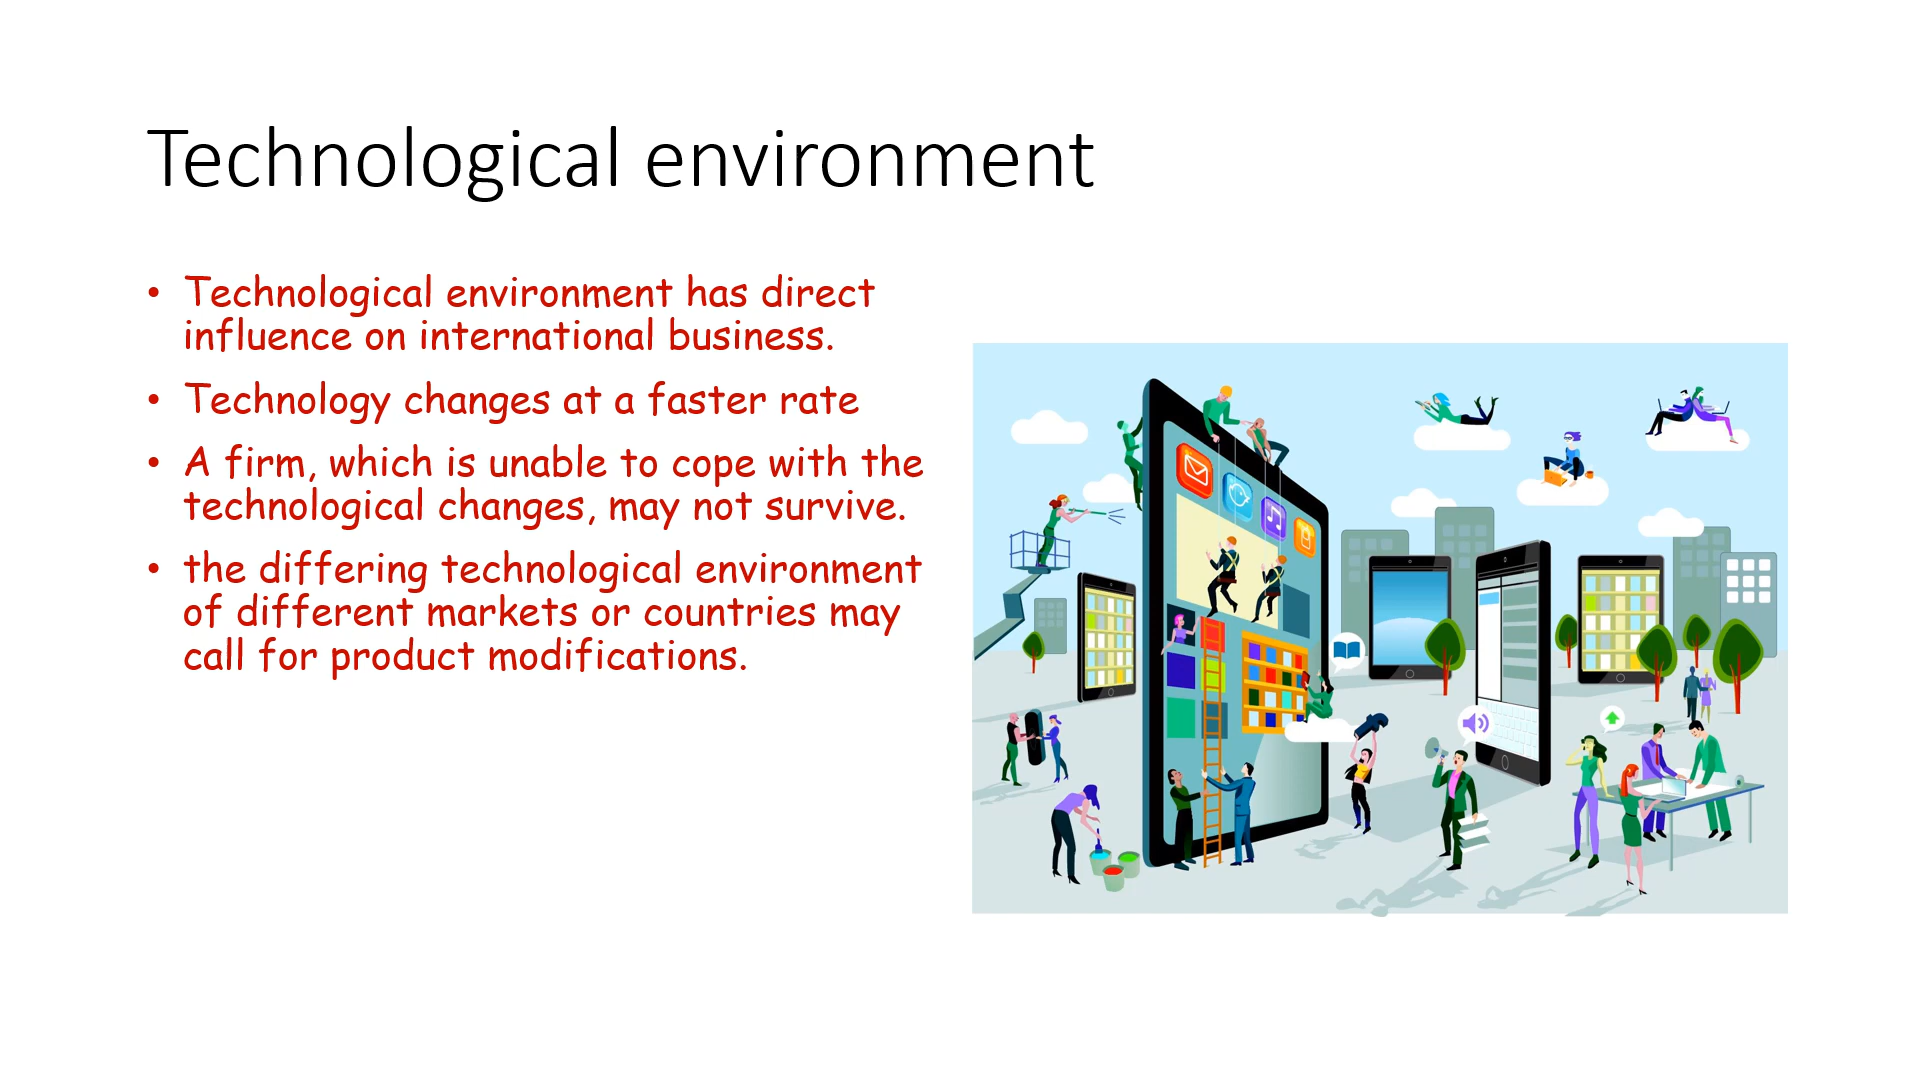 Technological environment
• Technological environment has direct
influence on international business.
• Technology changes at a faster rate
• A firm, which is unable to cope with the
technological changes, may not survive.
• the differing technological environment
of different markets or countries may
call for product modifications.